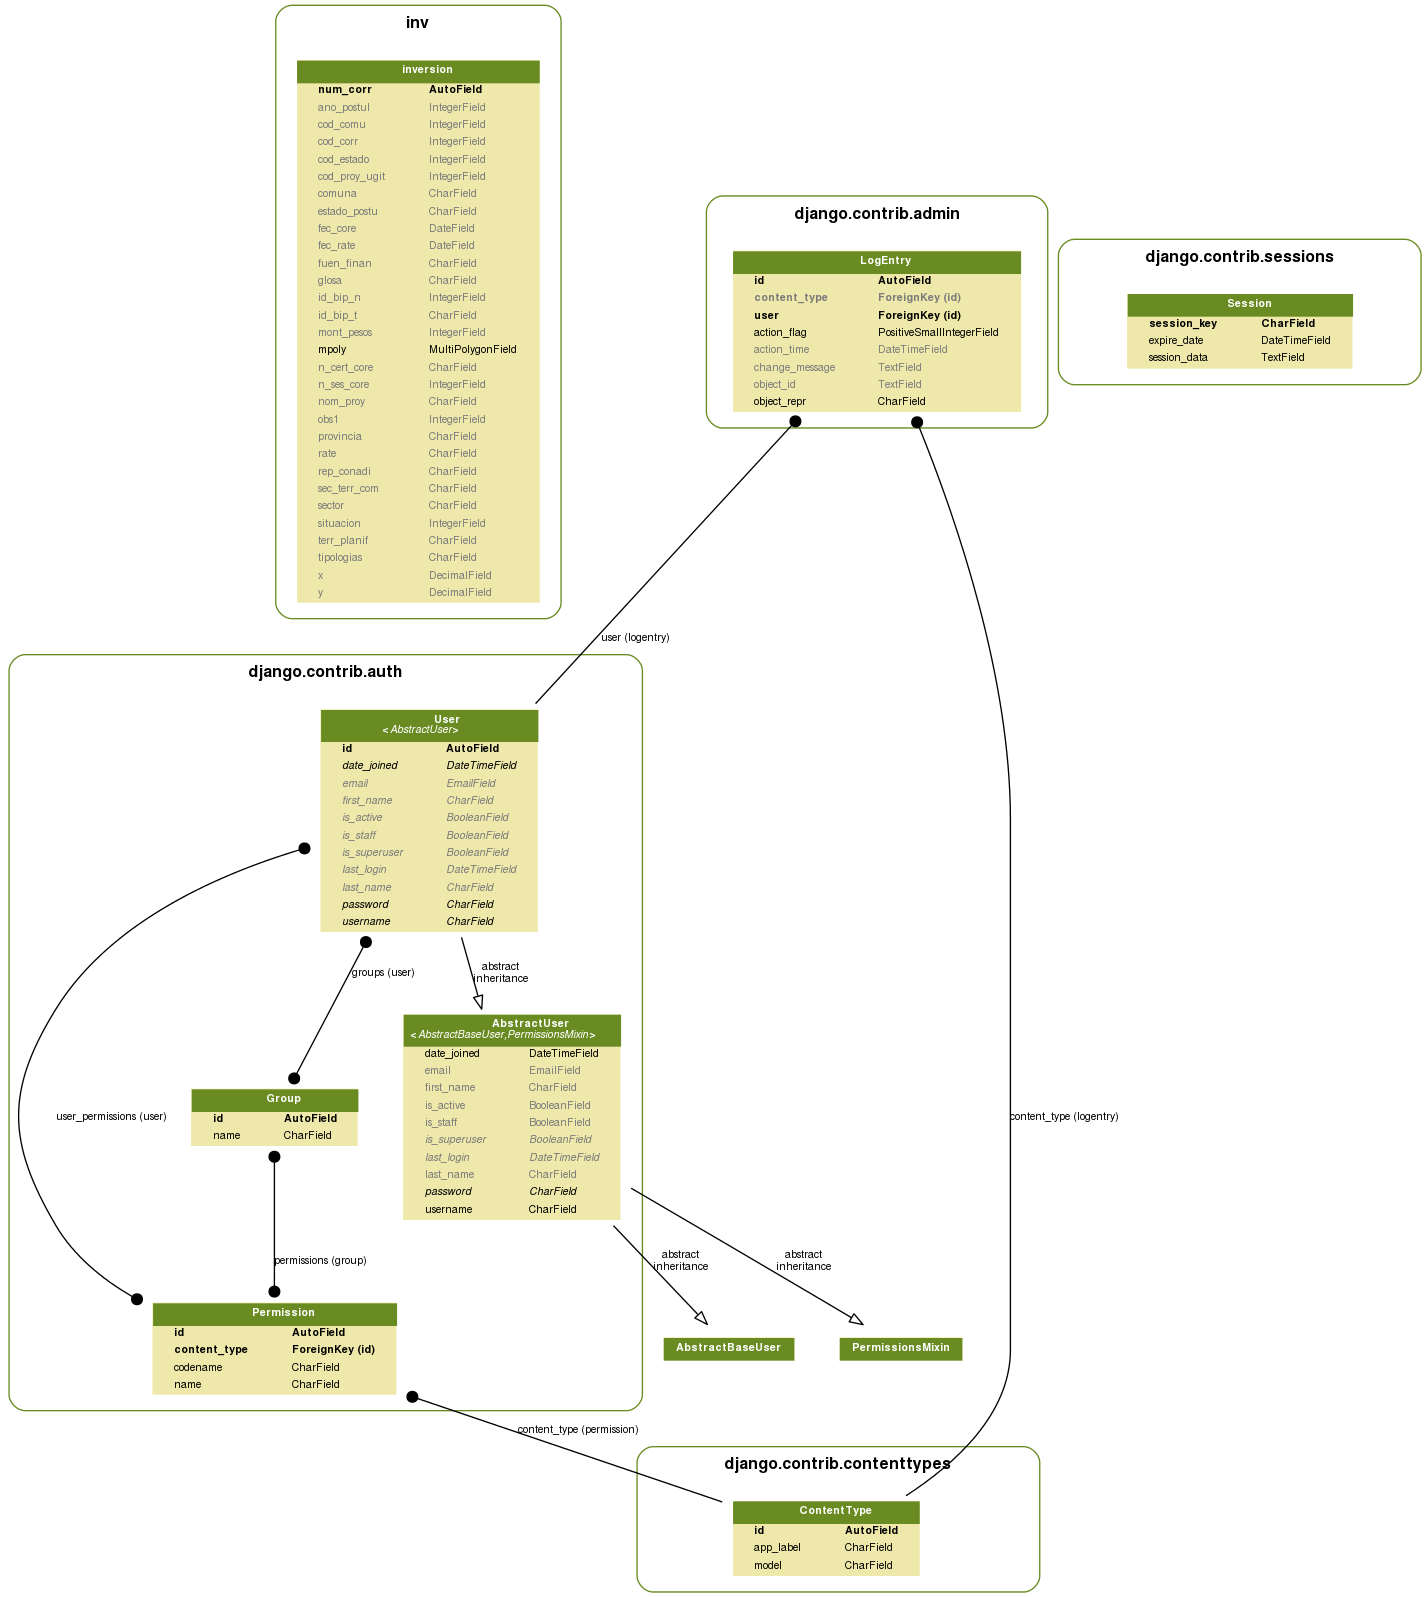 inv
inversion
num_corr AutoField
ano_postul IntegerField
cod_comu IntegerField
cod_corr IntegerField
cod_estado IntegerField
cod_proy_ugit IntegerField
comuna CharField
estado_postu CharField
fec_core DateField
fec_rate DateField
fuen_finan CharField
glosa CharField
id_bip_n IntegerField
id_bip_t CharField
mont_pesos IntegerField
mpoly MultiPolygonField
n_cert_core CharField
n_ses_core IntegerField
nom_proy CharField
obs1 IntegerField
provincia CharField
rate CharField
rep_conadi CharField
sec_terr_com CharField
sector CharField
situacion IntegerField
terr_planif CharField
tipologias CharField
x DecimalField
y DecimalField
django.contrib.admin
LogEntry
id AutoField
content_type ForeignKey (id)
user ForeignKey (id)
action_flag PositiveSmallIntegerField
action_time DateTimeField
change_message TextField
object_id TextField
object_repr CharField
django.contrib.sessions
Session
session_key CharField
expire_date DateTimeField
session_data TextField
user (logentry)
django.contrib.auth
User
<AbstractUser>
id AutoField
date_joined DateTimeField
email EmailField
first_name CharField
is_active BooleanField
is_staff BooleanField
is_superuser BooleanField
last_login DateTimeField
last_name CharField
password CharField
username CharField
groups (user)
abstract
inheritance
AbstractUser
<AbstractBaseUser,PermissionsMixin>
date_joined DateTimeField
email EmailField
first_name CharField
is_active BooleanField
is_staff BooleanField
is_superuser BooleanField
last_login DateTimeField
last_name CharField
password CharField
username CharField
Group
id AutoField
name CharField
user_permissions (user)
content_type (logentry)
permissions (group)
abstract
inheritance
abstract
inheritance
Permission
id AutoField
content_type ForeignKey (id)
codename CharField
name CharField
AbstractBaseUser
PermissionsMixin
content_type (permission)
django.contrib.contenttypes
ContentType
id AutoField
app_label CharField
model CharField